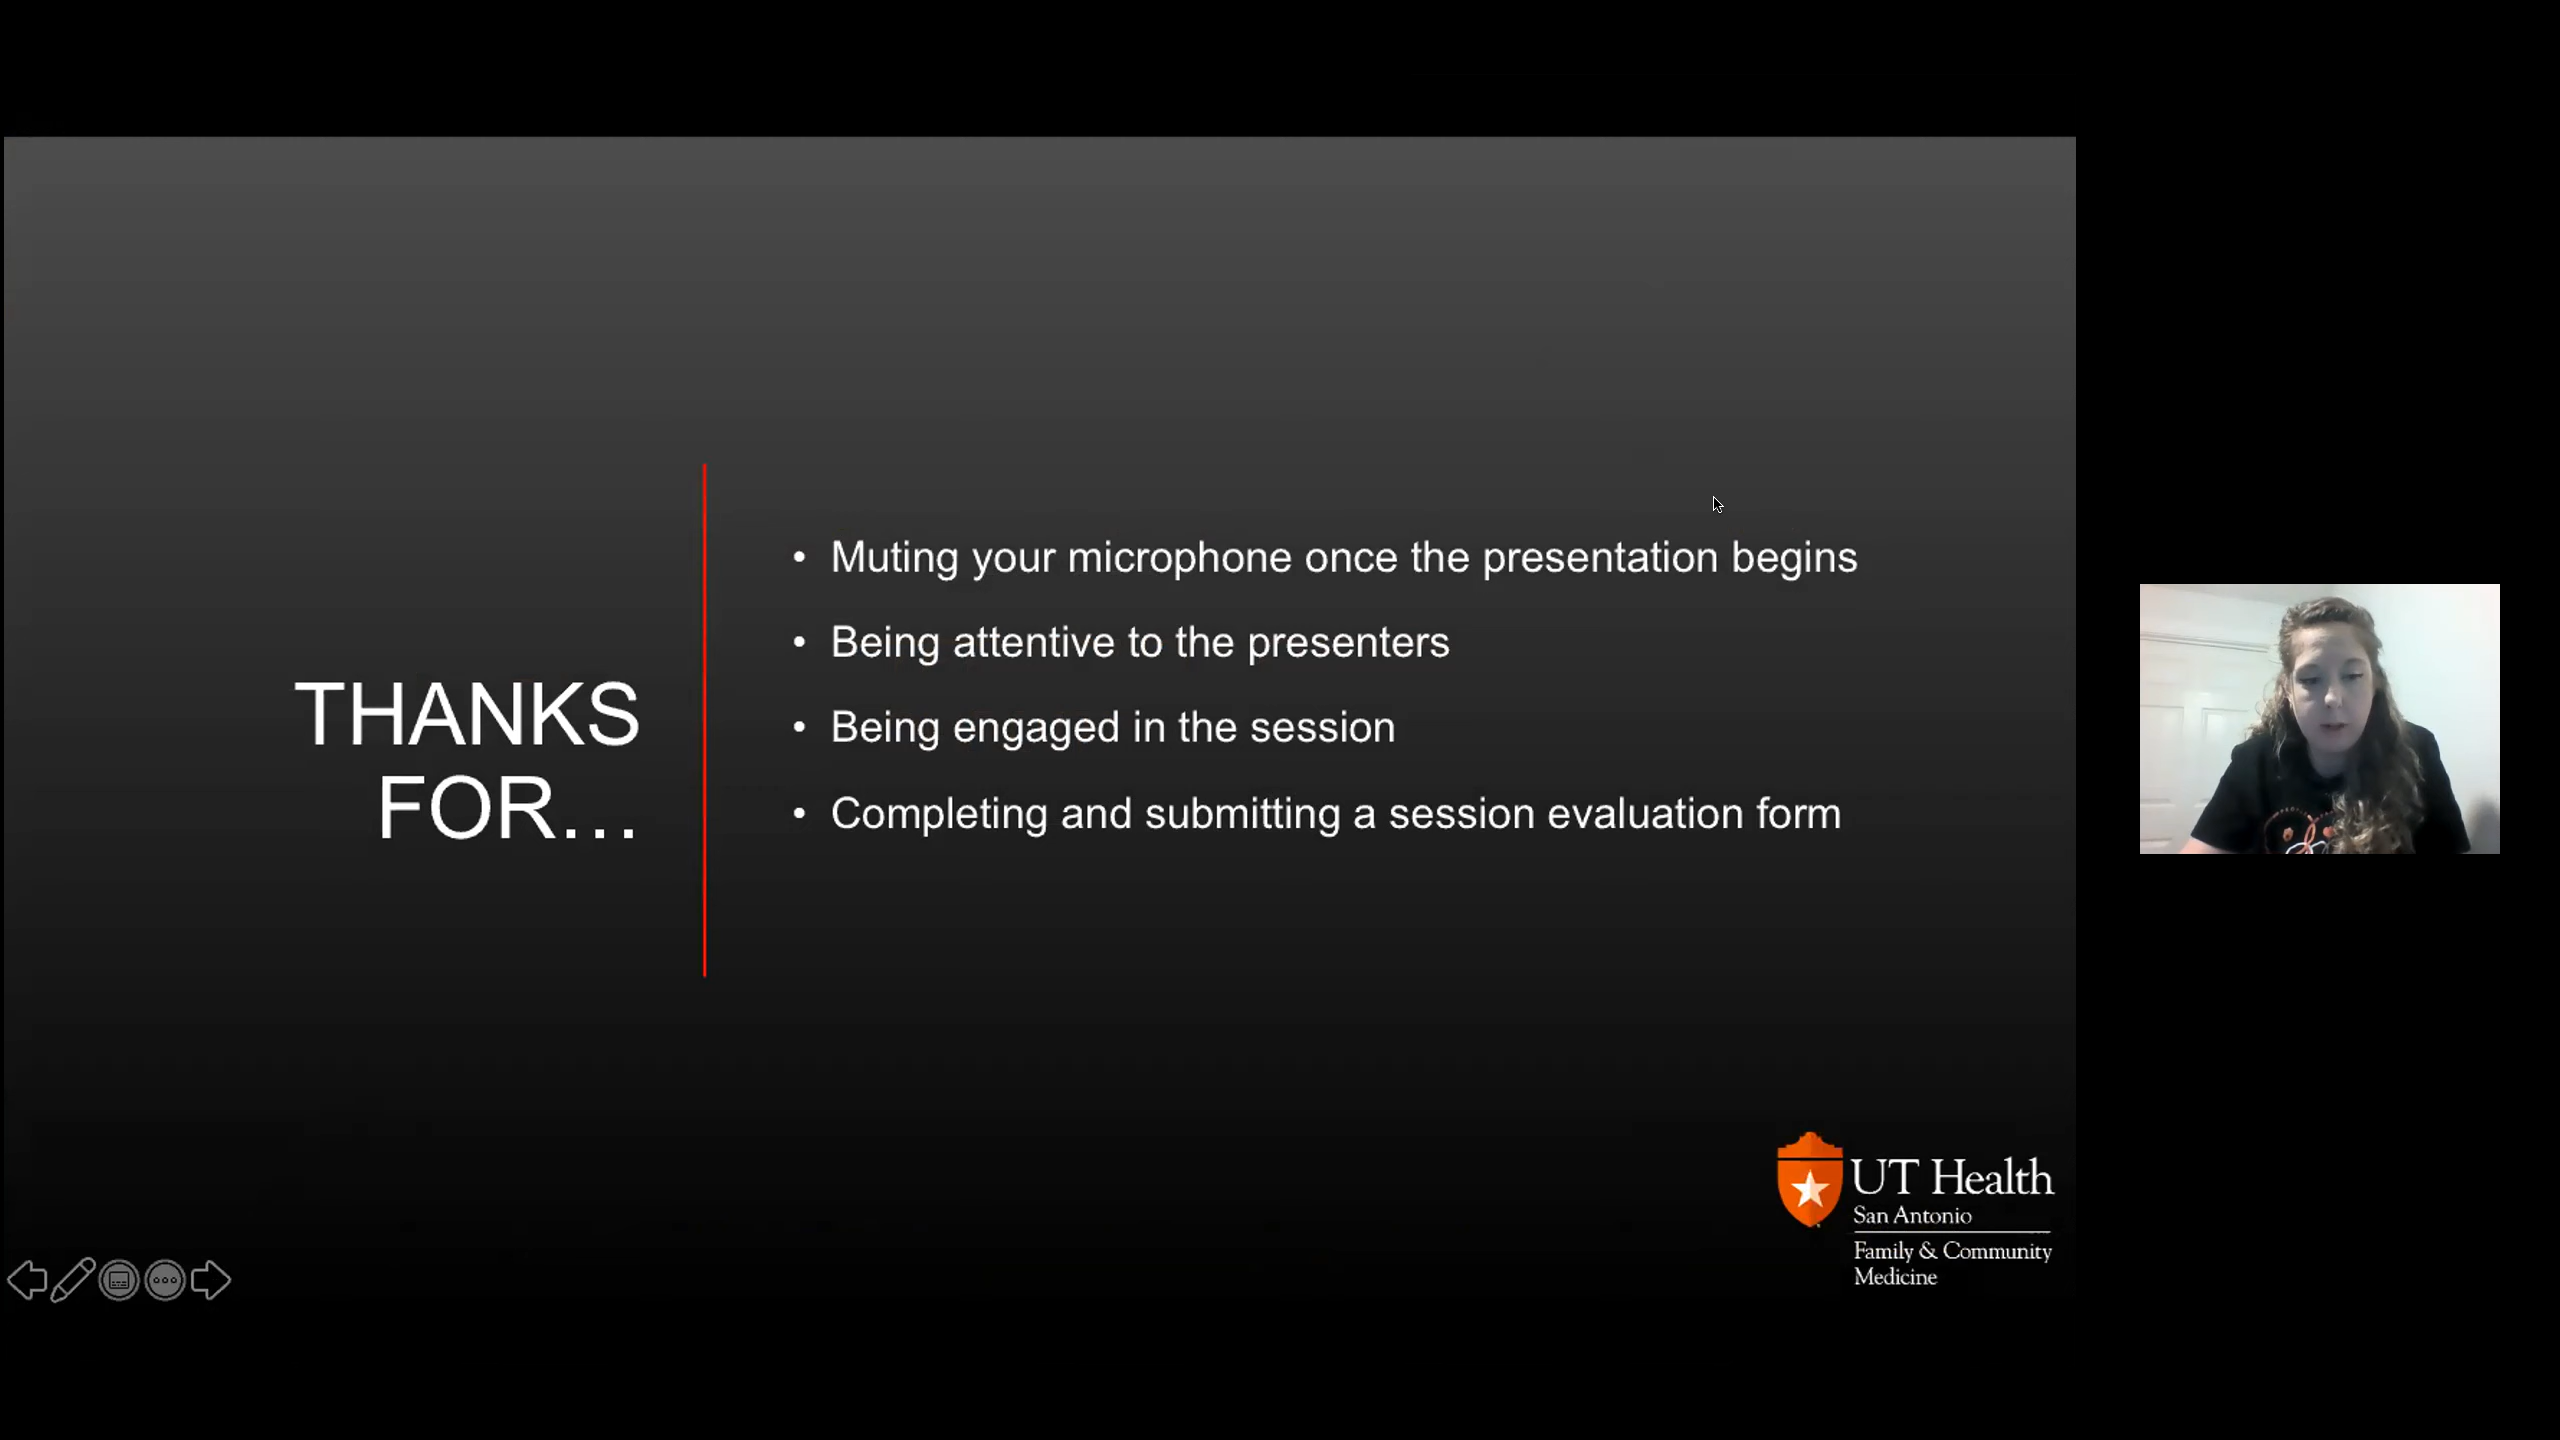 THANKS
FOR...
• Muting your microphone once the presentation begins
• Being attentive to the presenters
• Being engaged in the session
• Completing and submitting a session evaluation form
UT Health
San Antonio
Family & Community
Medicine